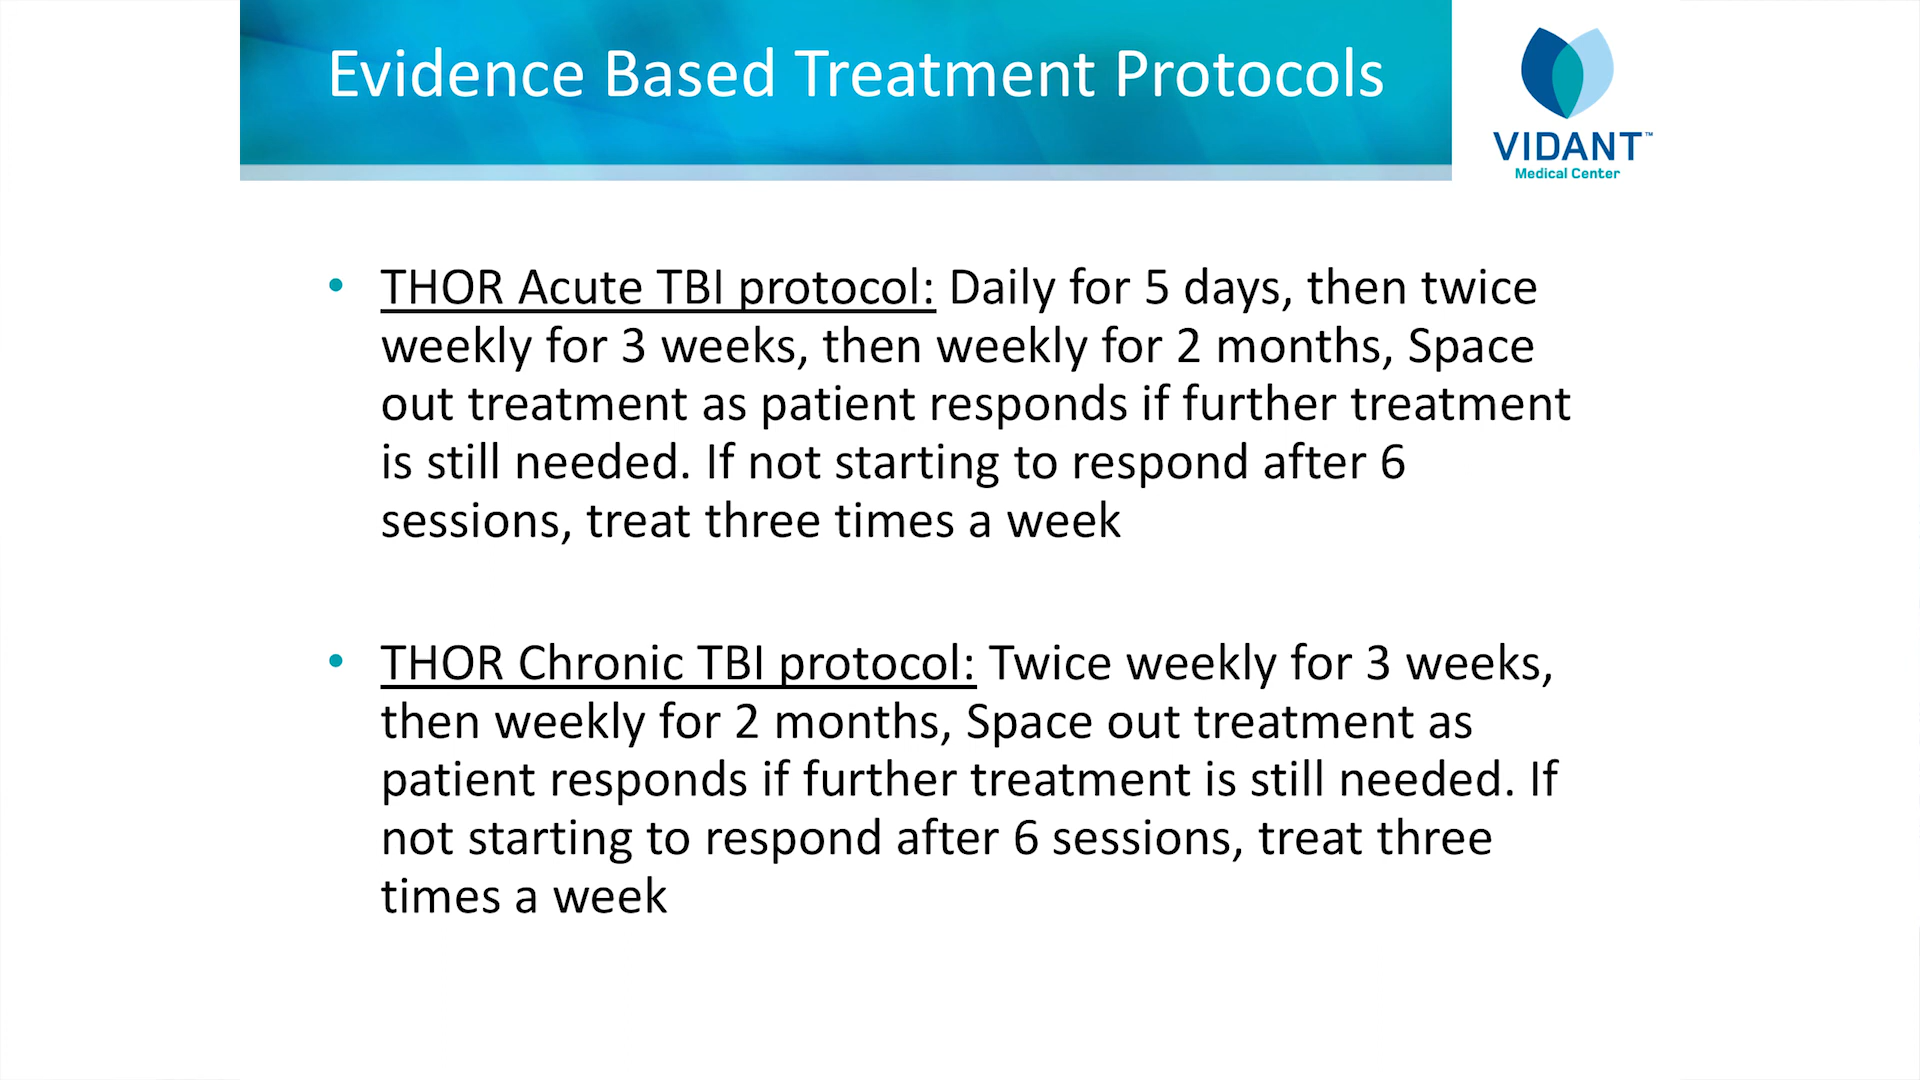 Evidence Based Treatment Protocols
VIDANT™
Medical Center
• THOR Acute TBI protocol: Daily for 5 days, then twice
weekly for 3 weeks, then weekly for 2 months, Space
out treatment as patient responds if further treatment
is still needed. If not starting to respond after 6
sessions, treat three times a week
• THOR Chronic TBI protocol: Twice weekly for 3 weeks,
then weekly for 2 months, Space out treatment as
patient responds if further treatment is still needed. If
not starting to respond after 6 sessions, treat three
times a week